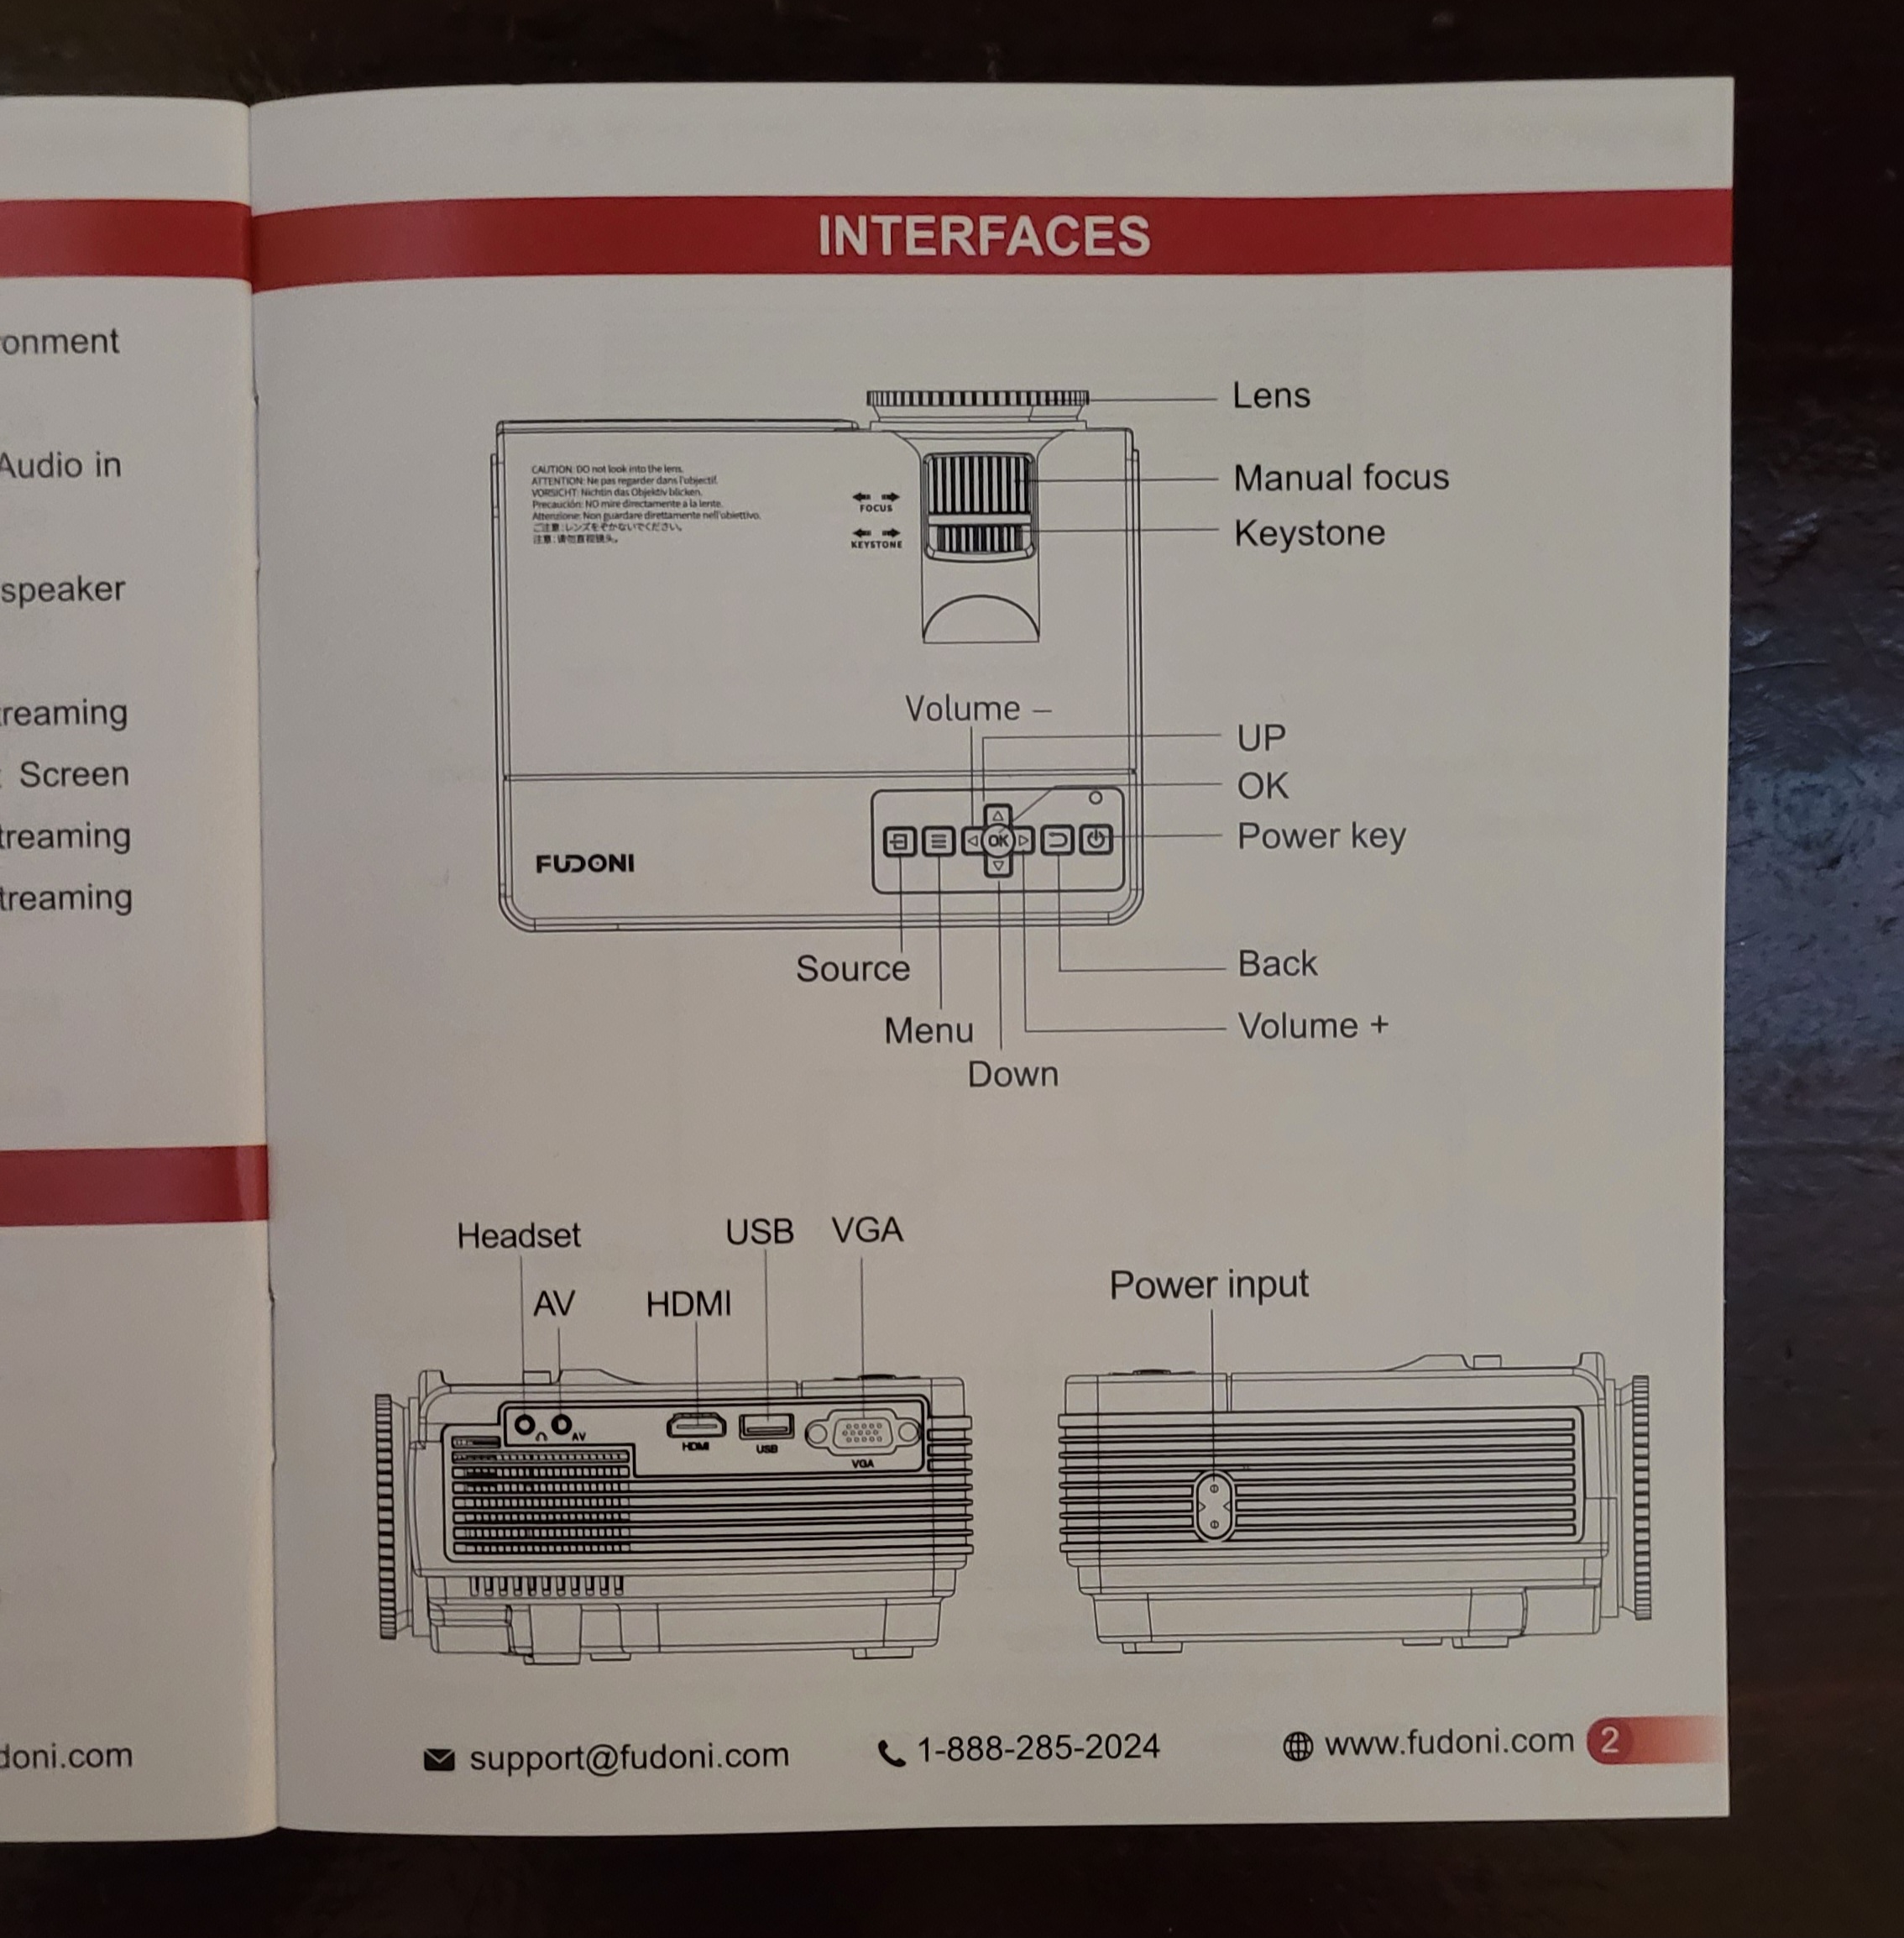 onment
Audio in
speaker
reaming
Screen
treaming
treaming
doni.com
INTERFACES
Lens
Manual focus
Keystone
CAUTION: DO not look into the lens.
ATTENTION: Ne pas regarder dans l'objectif.
VORSICHT: Nichtin das Objektiv blicken.
Precaución: NO mire directamente a la lente.
Attenzione: Non guardare direttamente nell'obiettivo.
ご注意:レンズをぞかないでください。
注意:请勿直视镜头。
FOCUS
KEYSTONE
Volume –
UP
OK
Power key
OK
FUDONI
Source
Back
Menu
Volume +
Down
Headset
USB
VGA
AV
HDMI
Power input
AV
HDMI
USB
VGA
support@fudoni.com
1-888-285-2024
www.fudoni.com
2